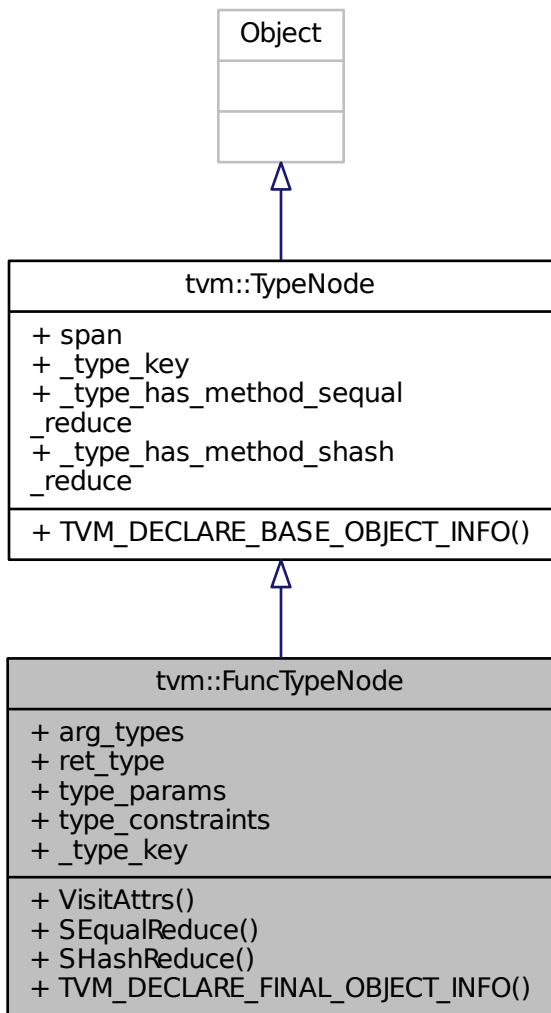 Object
tvm::TypeNode
+ span
+ _type_key
+ _type_has_method_sequal
_reduce
+ _type_has_method_shash
_reduce
+ TVM_DECLARE_BASE_OBJECT_INFO()
tvm::FuncTypeNode
+ arg_types
+ ret_type
+ type_params
+ type_constraints
+ _type_key
+ VisitAttrs()
+ SEqualReduce()
+ SHashReduce()
+ TVM_DECLARE_FINAL_OBJECT_INFO()